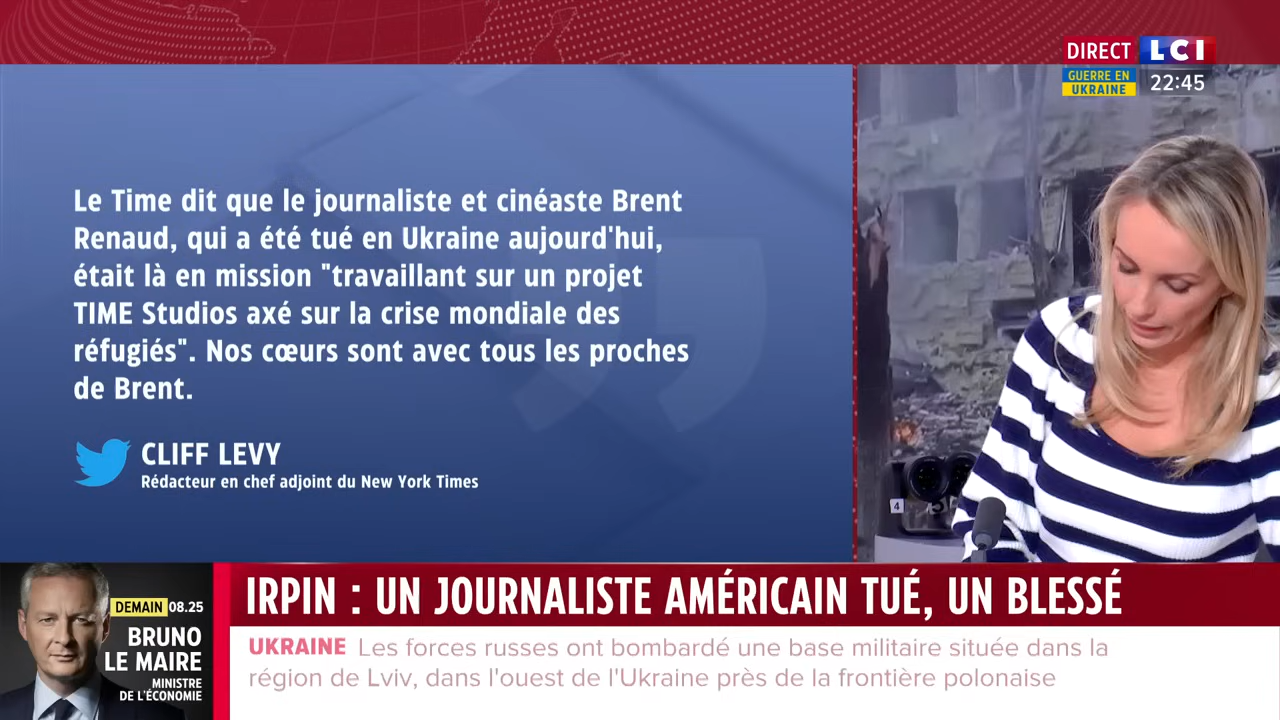 DIRECT LCI
GUERRE EN
UKRAINE
22:45
Le Time dit que le journaliste et cinéaste Brent
Renaud, qui a été tué en Ukraine aujourd'hui,
était là en mission "travaillant sur un projet
TIME Studios axé sur la crise mondiale des
réfugiés". Nos cœurs sont avec tous les proches
de Brent.
CLIFF LEVY
Rédacteur en chef adjoint du New York Times
4
DEMAIN 08.25
BRUNO
LE MAIRE
MINISTRE
DE L'ÉCONOMIE
IRPIN : UN JOURNALISTE AMÉRICAIN TUÉ, UN BLESSÉ
UKRAINE Les forces russes ont bombardé une base militaire située dans la
région de Lviv, dans l'ouest de l'Ukraine près de la frontière polonaise